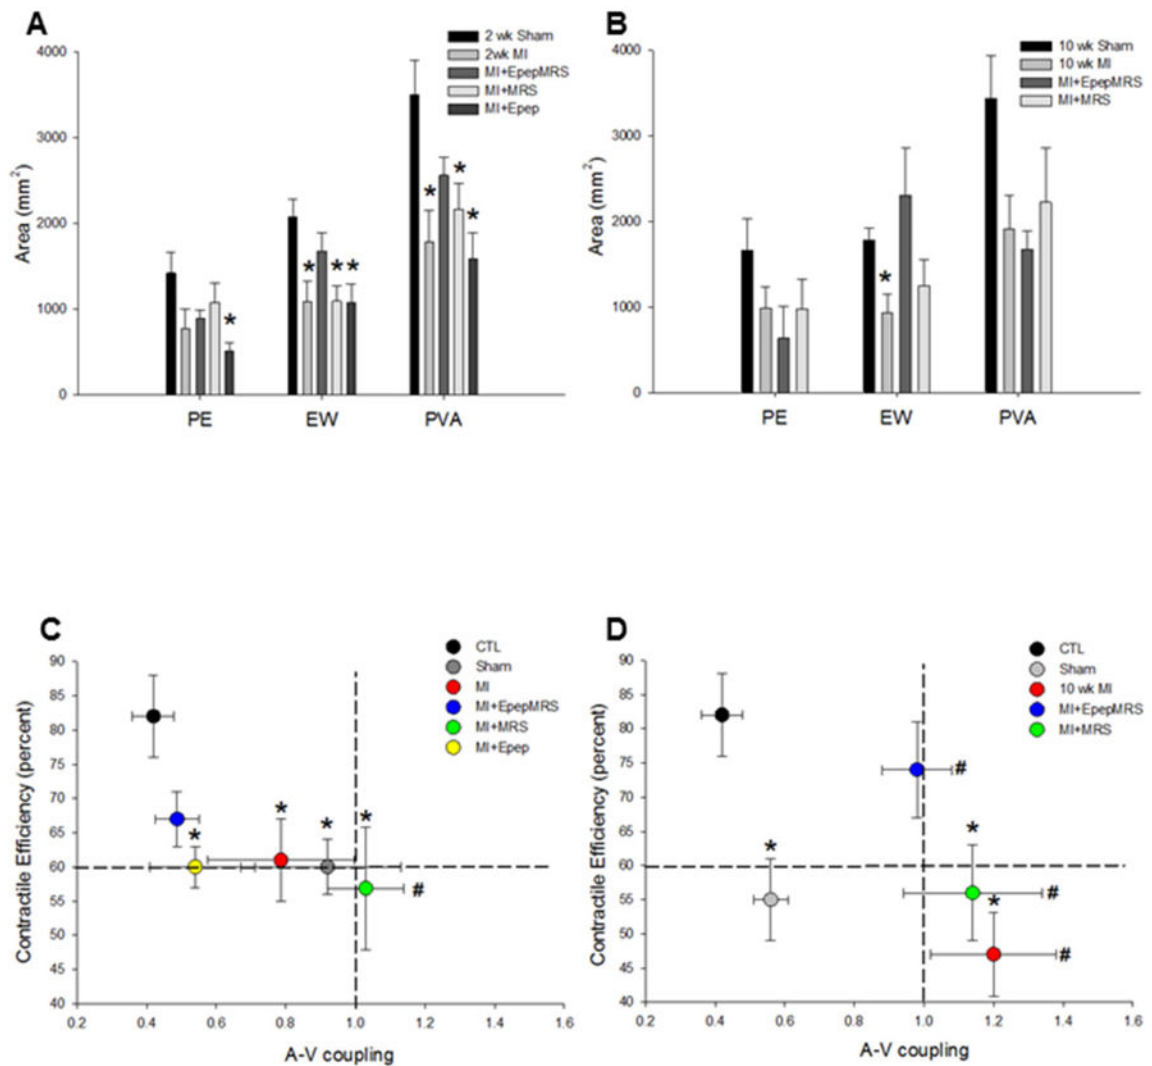 A
2 wk Sham
2wk MI
MI+EpepMRS
MI+MRS
MI+Epep
Area (mm²)
4000
3000
2000
1000
0
* * * * * * *
PE EW PVA
B
10 wk Sham
10 wk MI
MI+EpepMRS
MI+MRS
Area (mm²)
4000
3000
2000
1000
0
*
PE EW PVA
C
CTL
Sham
MI
MI+EpepMRS
MI+MRS
MI+Epep
Contractile Efficiency (percent)
90
85
80
75
70
65
60
55
50
45
40
* * * *
#
0.2 0.4 0.6 0.8 1.0 1.2 1.4 1.6
A-V coupling
D
CTL
Sham
10 wk MI
MI+EpepMRS
MI+MRS
Contractile Efficiency (percent)
90
85
80
75
70
65
60
55
50
45
40
#
* *
#
*
#
0.2 0.4 0.6 0.8 1.0 1.2 1.4 1.6
A-V coupling